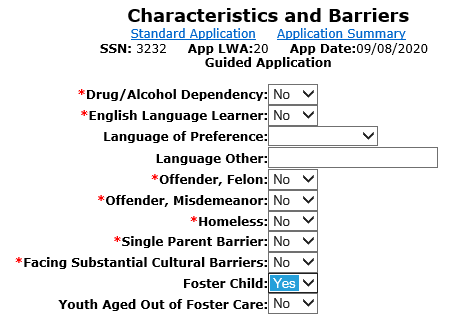 Characteristics and Barriers
Standard Application Application Summary
SSN: 3232 App LWA:20 App Date:09/08/2020
Guided Application
*Drug/Alcohol Dependency: No
*English Language Learner: No
Language of Preference:
Language Other:
*Offender, Felon: No
*Offender, Misdemeanor: No
*Homeless: No
*Single Parent Barrier: No
*Facing Substantial Cultural Barriers: No
Foster Child: Yes
Youth Aged Out of Foster Care: No